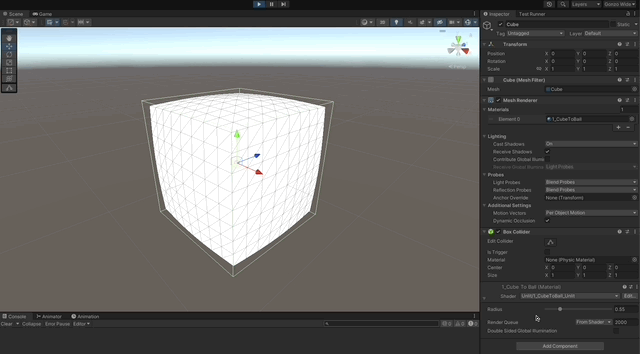 Layers
Scene
Game
Persp
Console
Animator
Animation
Clear
Collapse
Error Pause
Editor
Inspector
Test Runner
Cube
Static
Tag Untagged
Layer Default
Transform
Position X 0 Y 0 Z 0
Rotation X 0 Y 0 Z 0
Scale X 1 Y 1 Z 1
Cube (Mesh Filter)
Mesh Cube
Mesh Renderer
Materials 1
Element 0 1_CubeToBall
Lighting
Cast Shadows On
Receive Shadows
Contribute Global Illumi
Light Probes
Probes
Light Probes Blend Probes
Reflection Probes Blend Probes
Anchor Override None (Transform)
Additional Settings
Motion Vectors Per Object Motion
Dynamic Occlusion
Box Collider
Edit Collider
Is Trigger
Material None (Physic Material)
Center X 0 Y 0 Z 0
Size X 1 Y 1 Z 1
1_Cube To Ball (Material)
Shader Unlit/1_CubeToBall_Unlit Edit...
Radius 0.55
Render Queue From Shader 2000
Double Sided Global Illumination
Add Component